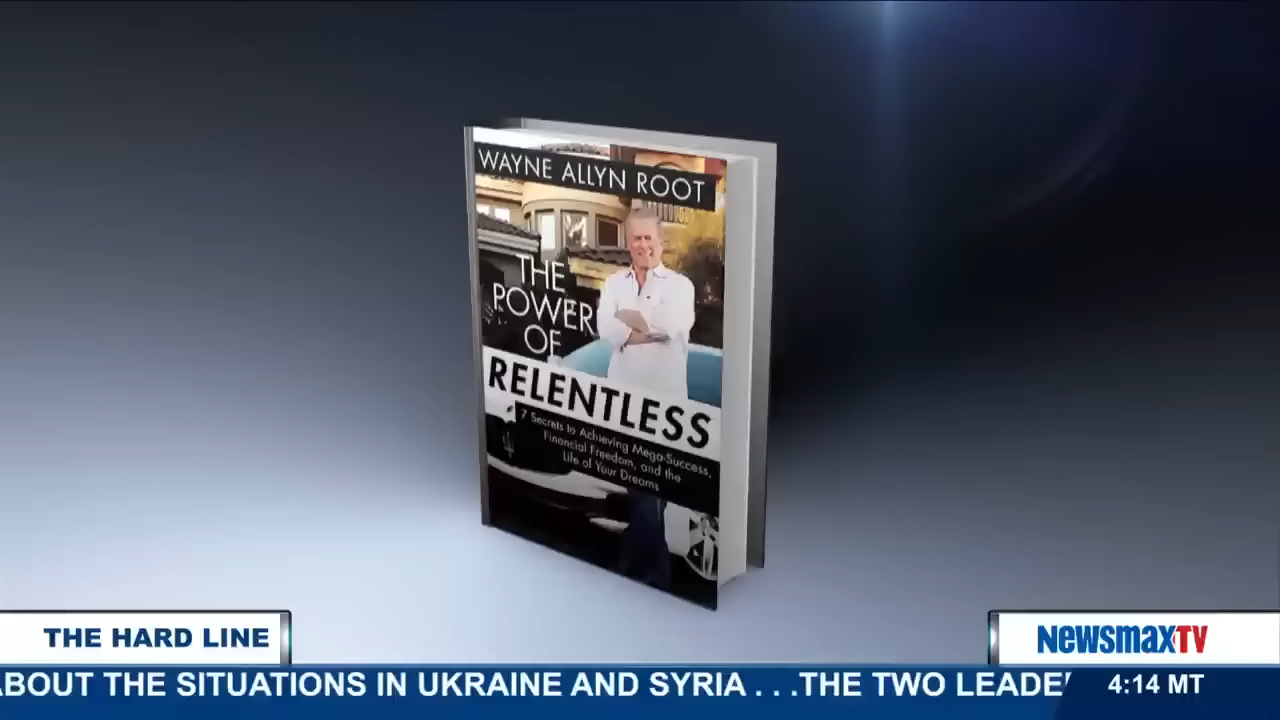 WAYNE ALLYN ROOT
THE
POWER
OF
RELENTLESS
7 Secrets to Achieving Mega-Success,
Financial Freedom, and the
Life of Your Dreams
THE HARD LINE
NEWSMAXTV
ABOUT THE SITUATIONS IN UKRAINE AND SYRIA . . .THE TWO LEADE
4:14 MT